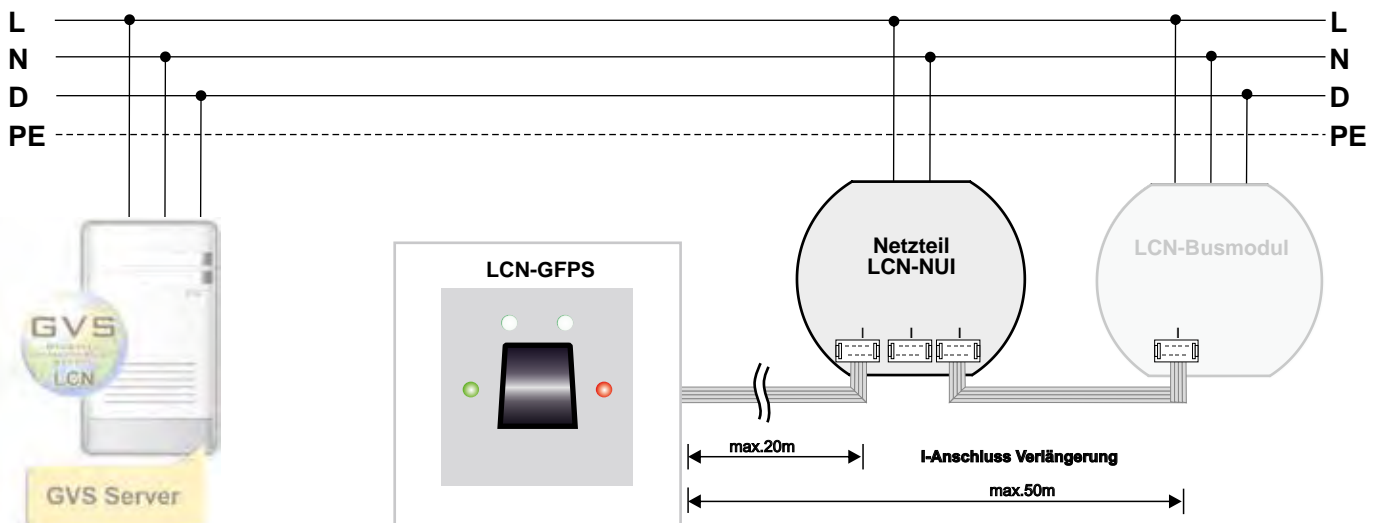 L L
N N
D D
PE PE
Netzteil
LCN-NUI
LCN-Busmodul
LCN-GFPS
GVS
LCN
I I I I
max.20m
I-Anschluss Verlängerung
max.50m
GVS Server